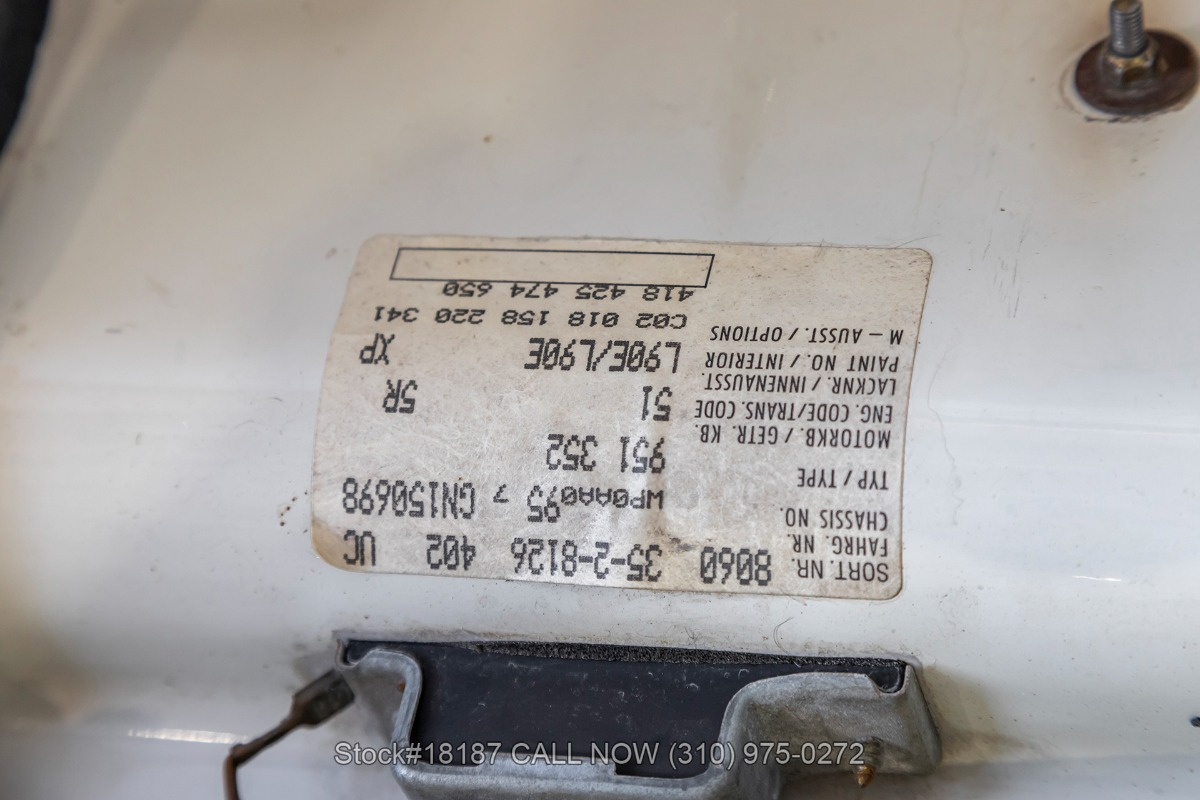 SORT. NR. 8060 35-2-8126 402 UC
FAHRG. NR.
CHASSIS NO. WP0AA095 7 GN150698
TYP / TYPE 951 352
MOTORKB. / GETR. KB.
ENG. CODE/TRANS. CODE 51 5R
LACKNR. / INNENAUSST.
PAINT NO. / INTERIOR L90E/L90E XP
M – AUSST. / OPTIONS C02 018 158 220 341
418 425 474 650
Stock#18187 CALL NOW (310) 975-0272